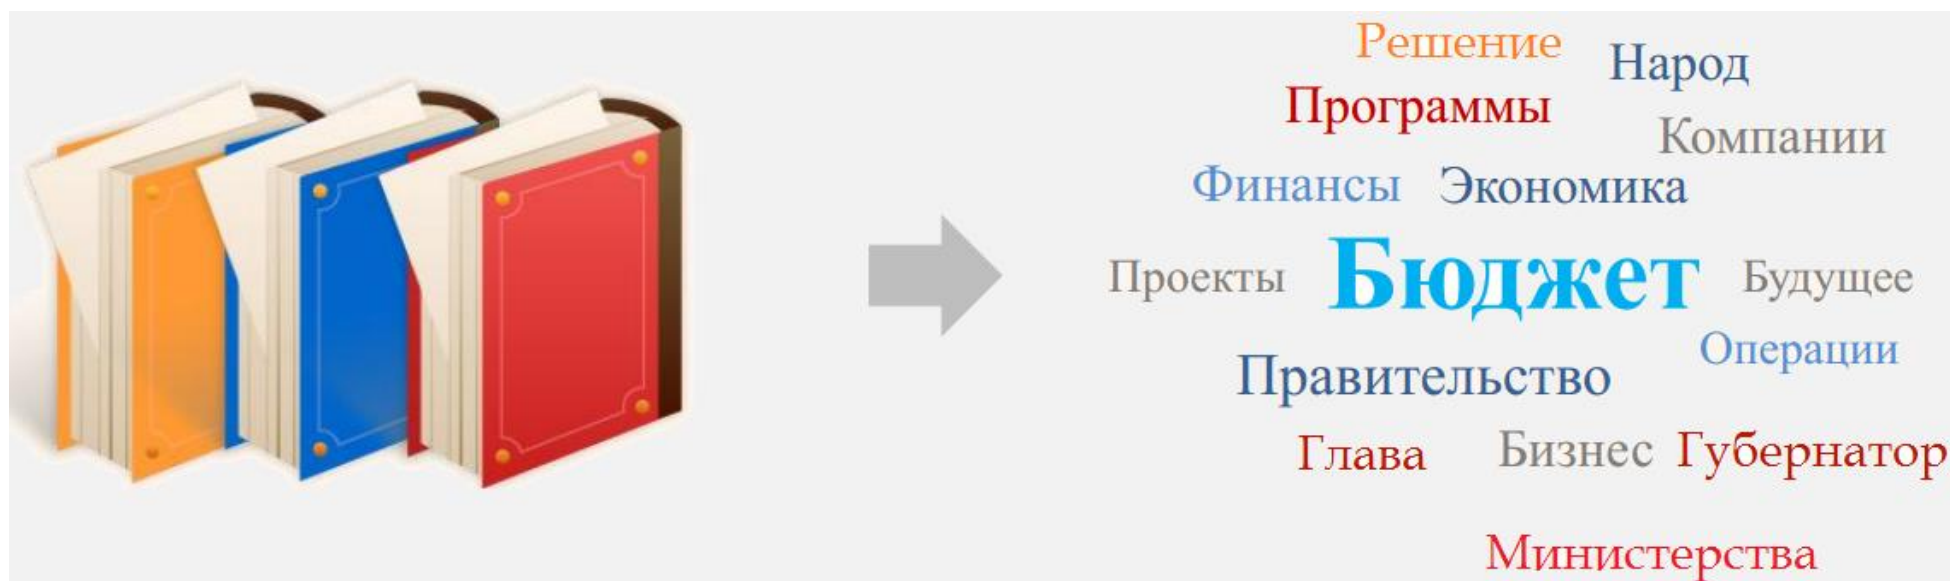 Решение
Народ
Программы
Компании
Финансы Экономика
Проекты Бюджет Будущее
Операции
Правительство
Глава Бизнес Губернатор
Министерства